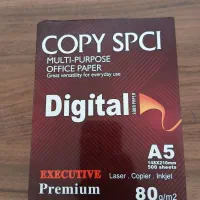 COPY SPCI
MULTI-PURPOSE
OFFICE PAPER
Great versatility for everyday use
Digital
A5
148X210mm
500 sheets
EXECUTIVE
Laser . Copier . Inkjet
Premium
80g/m2